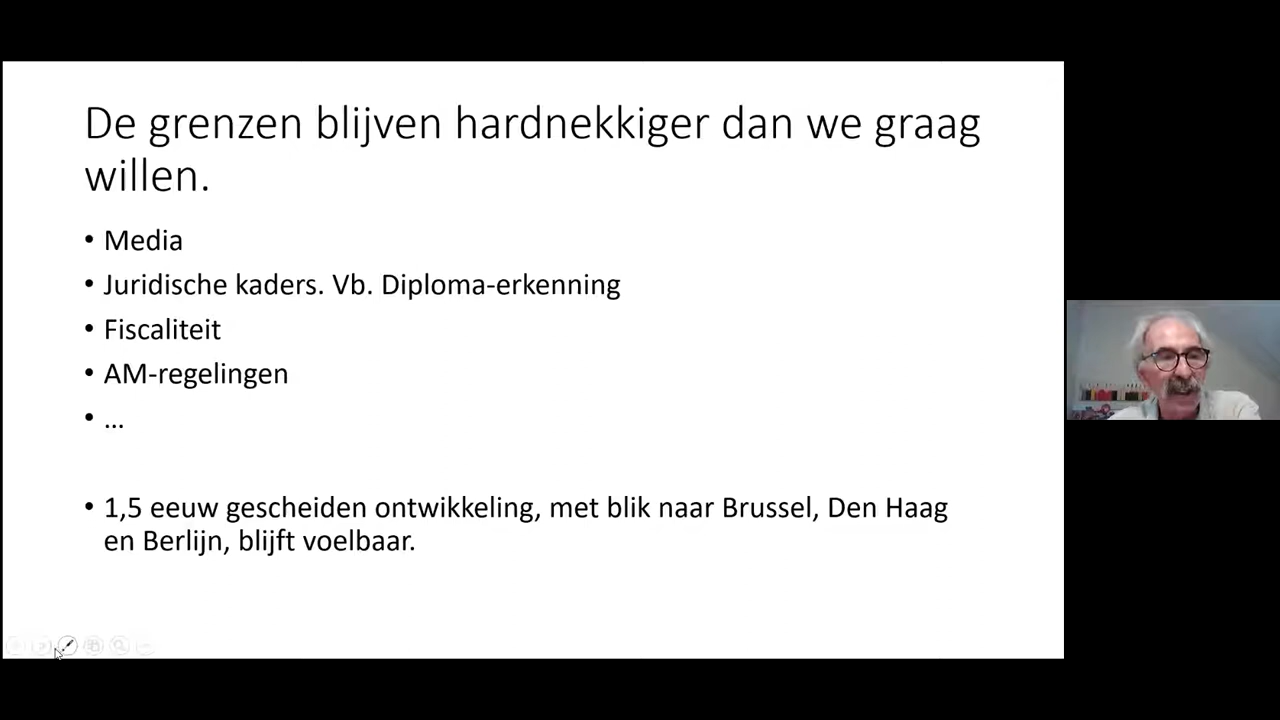 De grenzen blijven hardnekkiger dan we graag
willen.
• Media
• Juridische kaders. Vb. Diploma-erkenning
• Fiscaliteit
• AM-regelingen
• ...
• 1,5 eeuw gescheiden ontwikkeling, met blik naar Brussel, Den Haag
en Berlijn, blijft voelbaar.